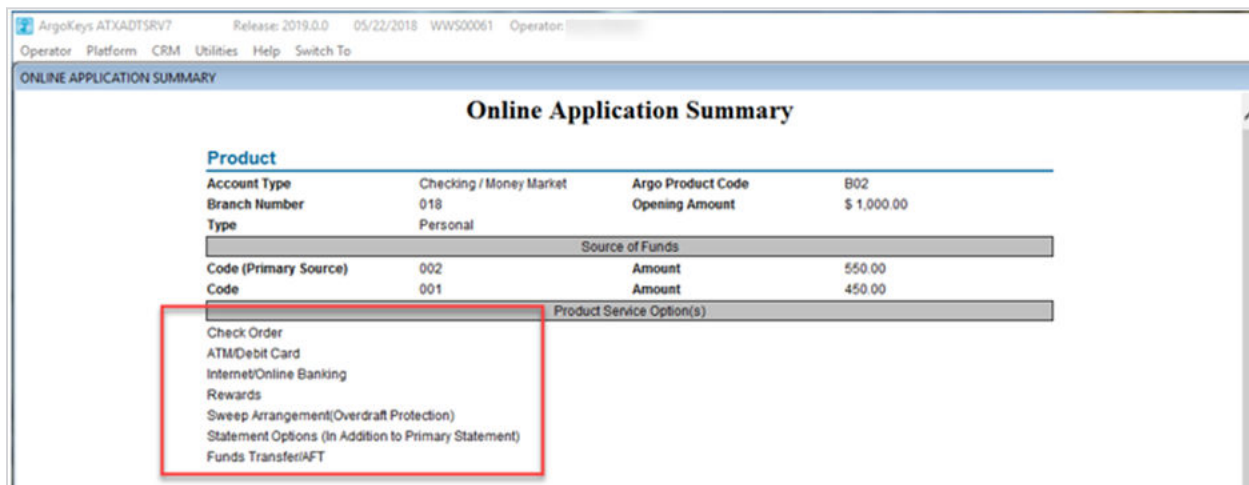 ArgoKeys ATXADTSRV7 Release: 2019.0.0 05/22/2018 WWS00061 Operator:
Operator Platform CRM Utilities Help Switch To
ONLINE APPLICATION SUMMARY
Online Application Summary
Product
Account Type Checking / Money Market Argo Product Code B02
Branch Number 018 Opening Amount $ 1,000.00
Type Personal
Source of Funds
Code (Primary Source) 002 Amount 550.00
Code 001 Amount 450.00
Product Service Option(s)
Check Order
ATM/Debit Card
Internet/Online Banking
Rewards
Sweep Arrangement(Overdraft Protection)
Statement Options (In Addition to Primary Statement)
Funds Transfer/AFT